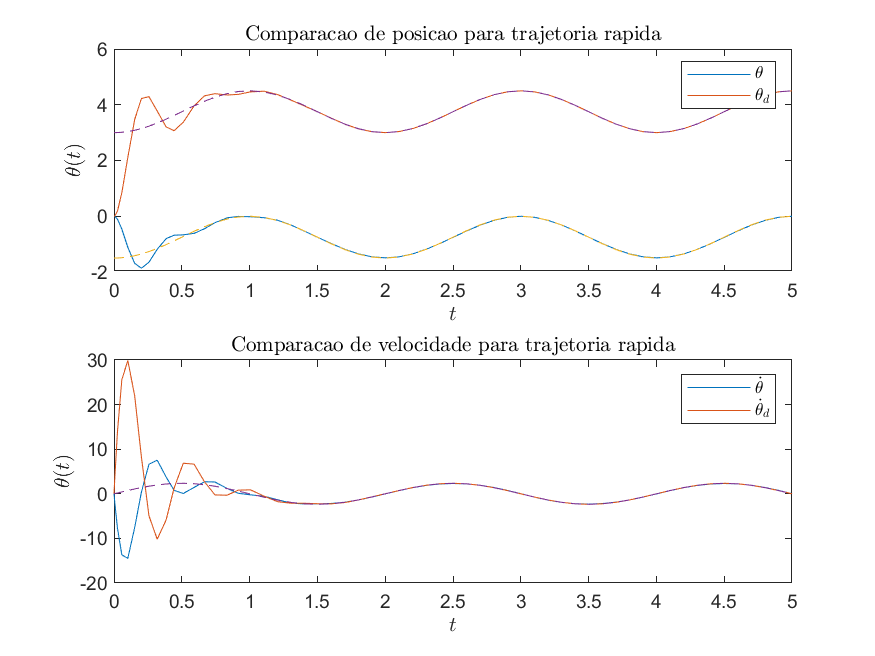 Comparacao de posicao para trajetoria rapida
6
4
2
0
-2
θ(t)
θ
θ_d
0 0.5 1 1.5 2 2.5 3 3.5 4 4.5 5
t
Comparacao de velocidade para trajetoria rapida
30
20
10
0
-10
-20
θ(t)
θ̇
θ̇_d
0 0.5 1 1.5 2 2.5 3 3.5 4 4.5 5
t